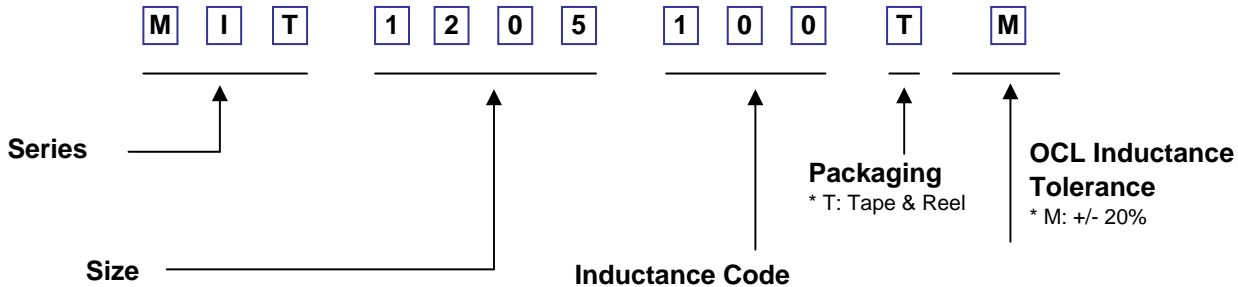 M I T 1 2 0 5 1 0 0 T M
Series
Packaging
* T: Tape & Reel
OCL Inductance
Tolerance
* M: +/- 20%
Size
Inductance Code